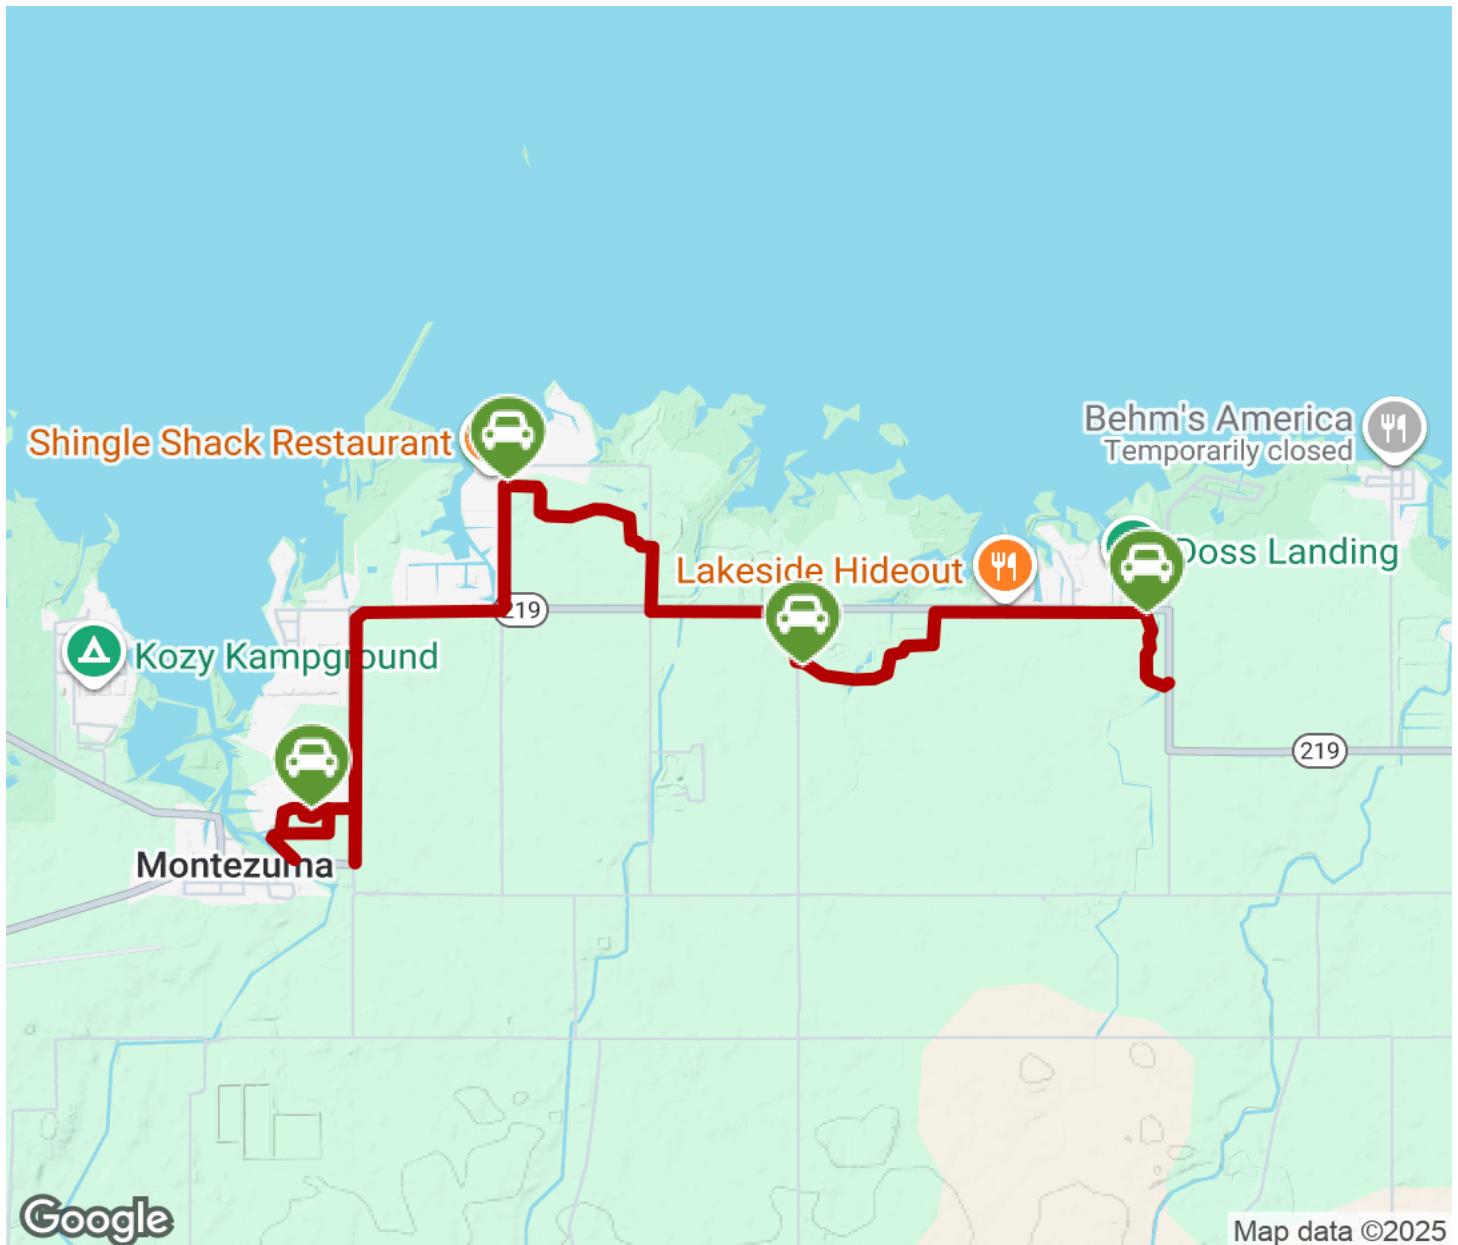 Shingle Shack Restaurant
Behm's America
Temporarily closed
Doss Landing
Lakeside Hideout
219
Kozy Kampground
219
Montezuma
Google
Map data ©2025